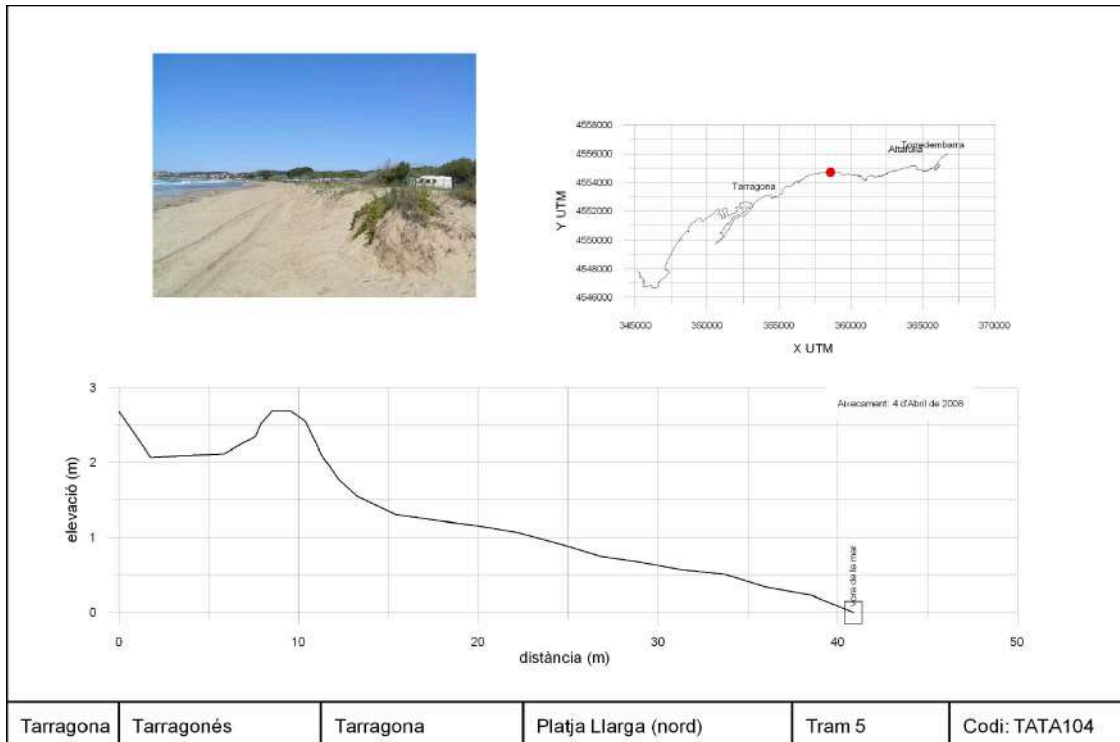 4558000
4556000
4554000
4552000
4550000
4548000
4546000
Y UTM
Torredembarra
Altafulla
Tarragona
345000 350000 355000 360000 365000 370000
X UTM
3
2
1
0
elevació (m)
Aixecament: 4 d'Abril de 2008
Vora de la mar
0 10 20 30 40 50
distància (m)
Tarragona Tarragonés Tarragona Platja Llarga (nord) Tram 5 Codi: TATA104